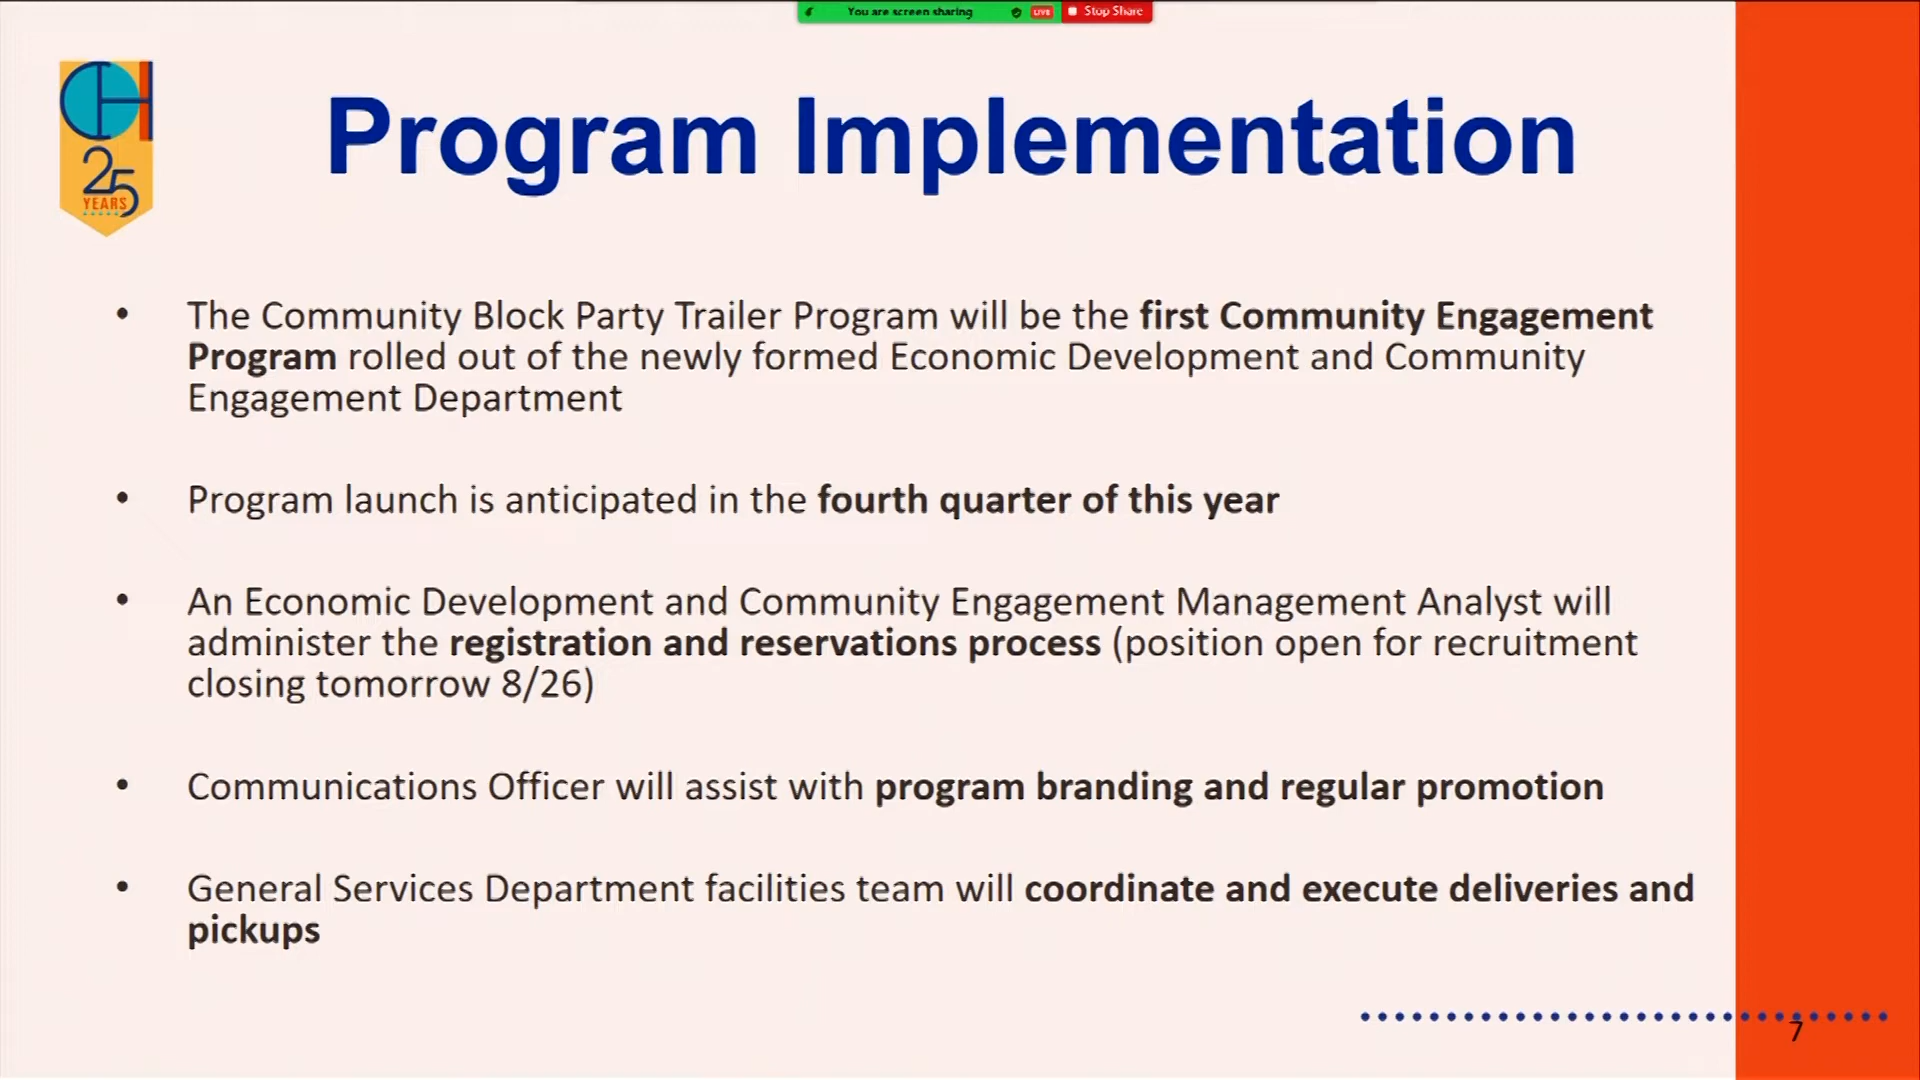 You are screen sharing LIVE Stop Share
CH
25
YEARS
Program Implementation
• The Community Block Party Trailer Program will be the first Community Engagement
Program rolled out of the newly formed Economic Development and Community
Engagement Department
• Program launch is anticipated in the fourth quarter of this year
• An Economic Development and Community Engagement Management Analyst will
administer the registration and reservations process (position open for recruitment
closing tomorrow 8/26)
• Communications Officer will assist with program branding and regular promotion
• General Services Department facilities team will coordinate and execute deliveries and
pickups
7